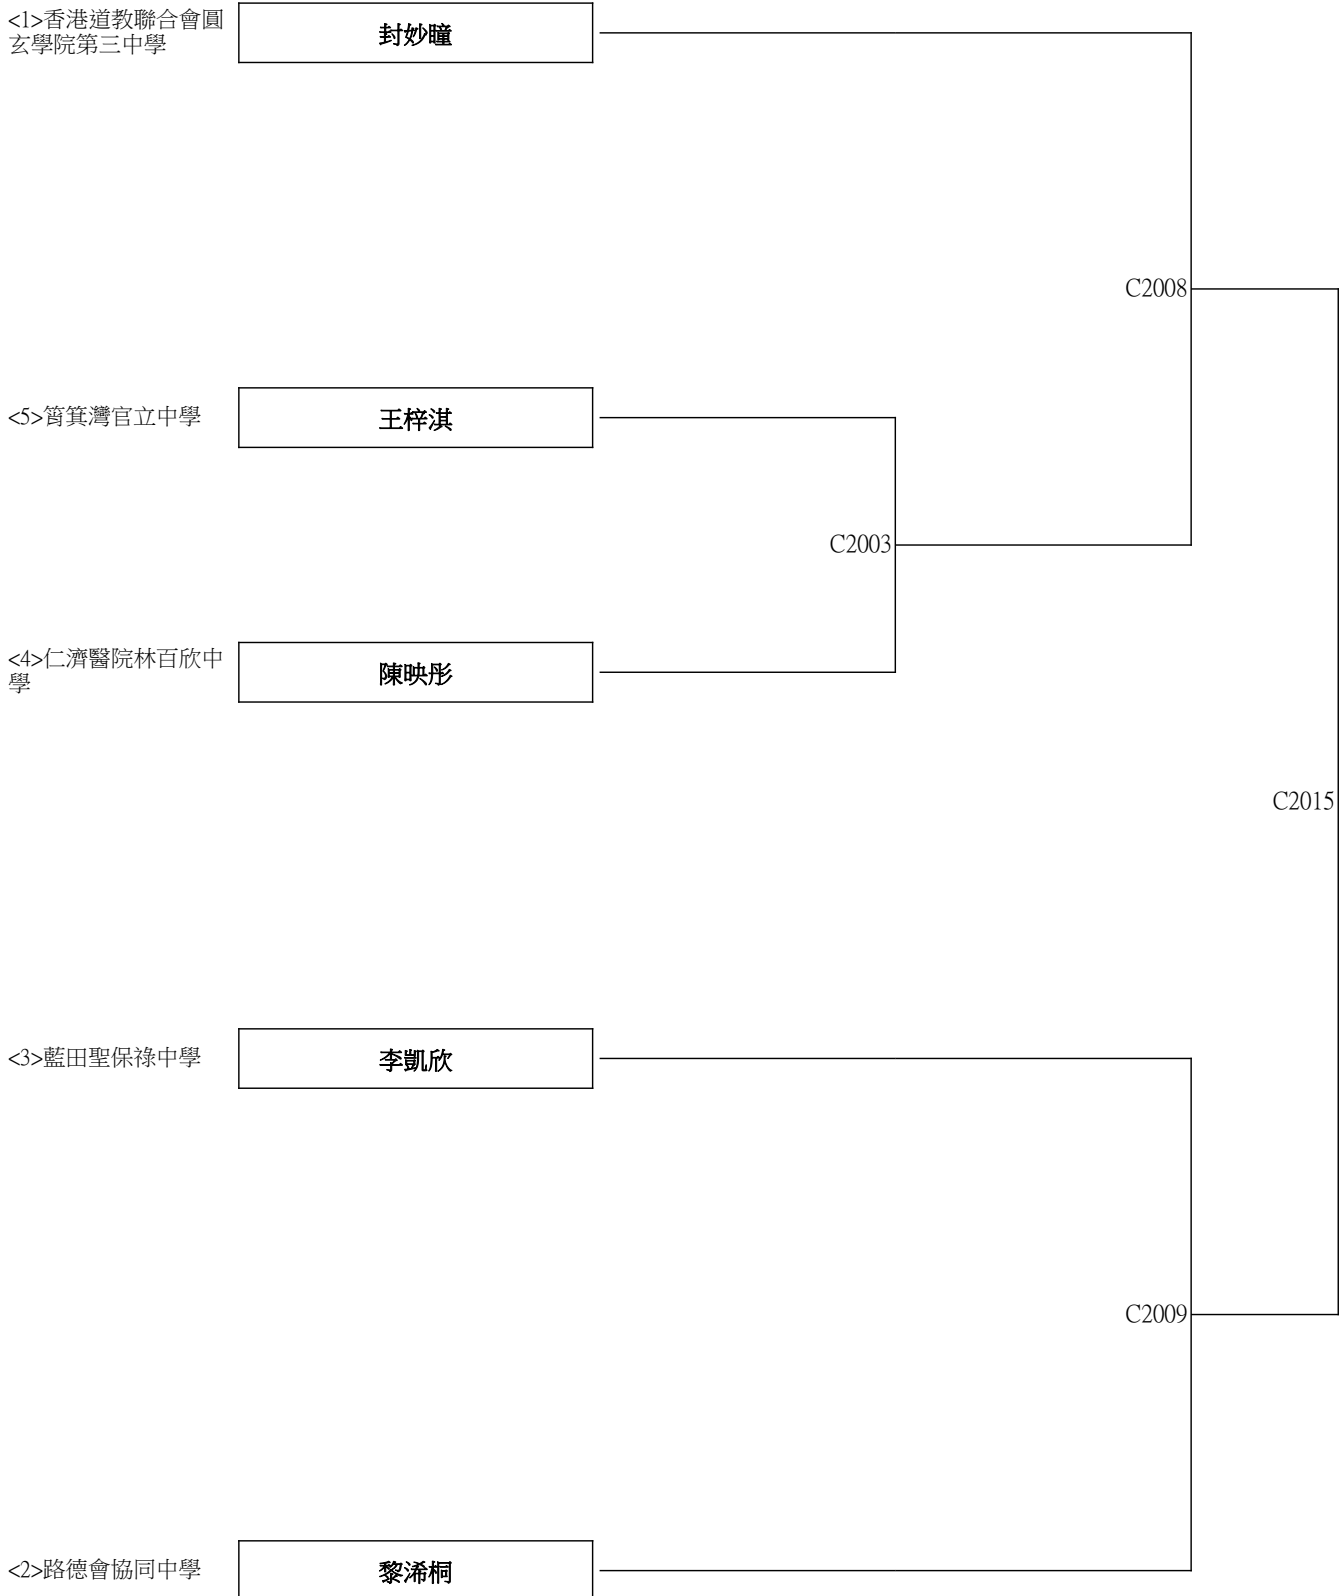 <1>香港道教聯合會圓
玄學院第三中學
封妙瞳
C2008
<5>筲箕灣官立中學
王梓淇
C2003
<4>仁濟醫院林百欣中
學
陳映彤
C2015
<3>藍田聖保祿中學
李凱欣
C2009
<2>路德會協同中學
黎浠桐